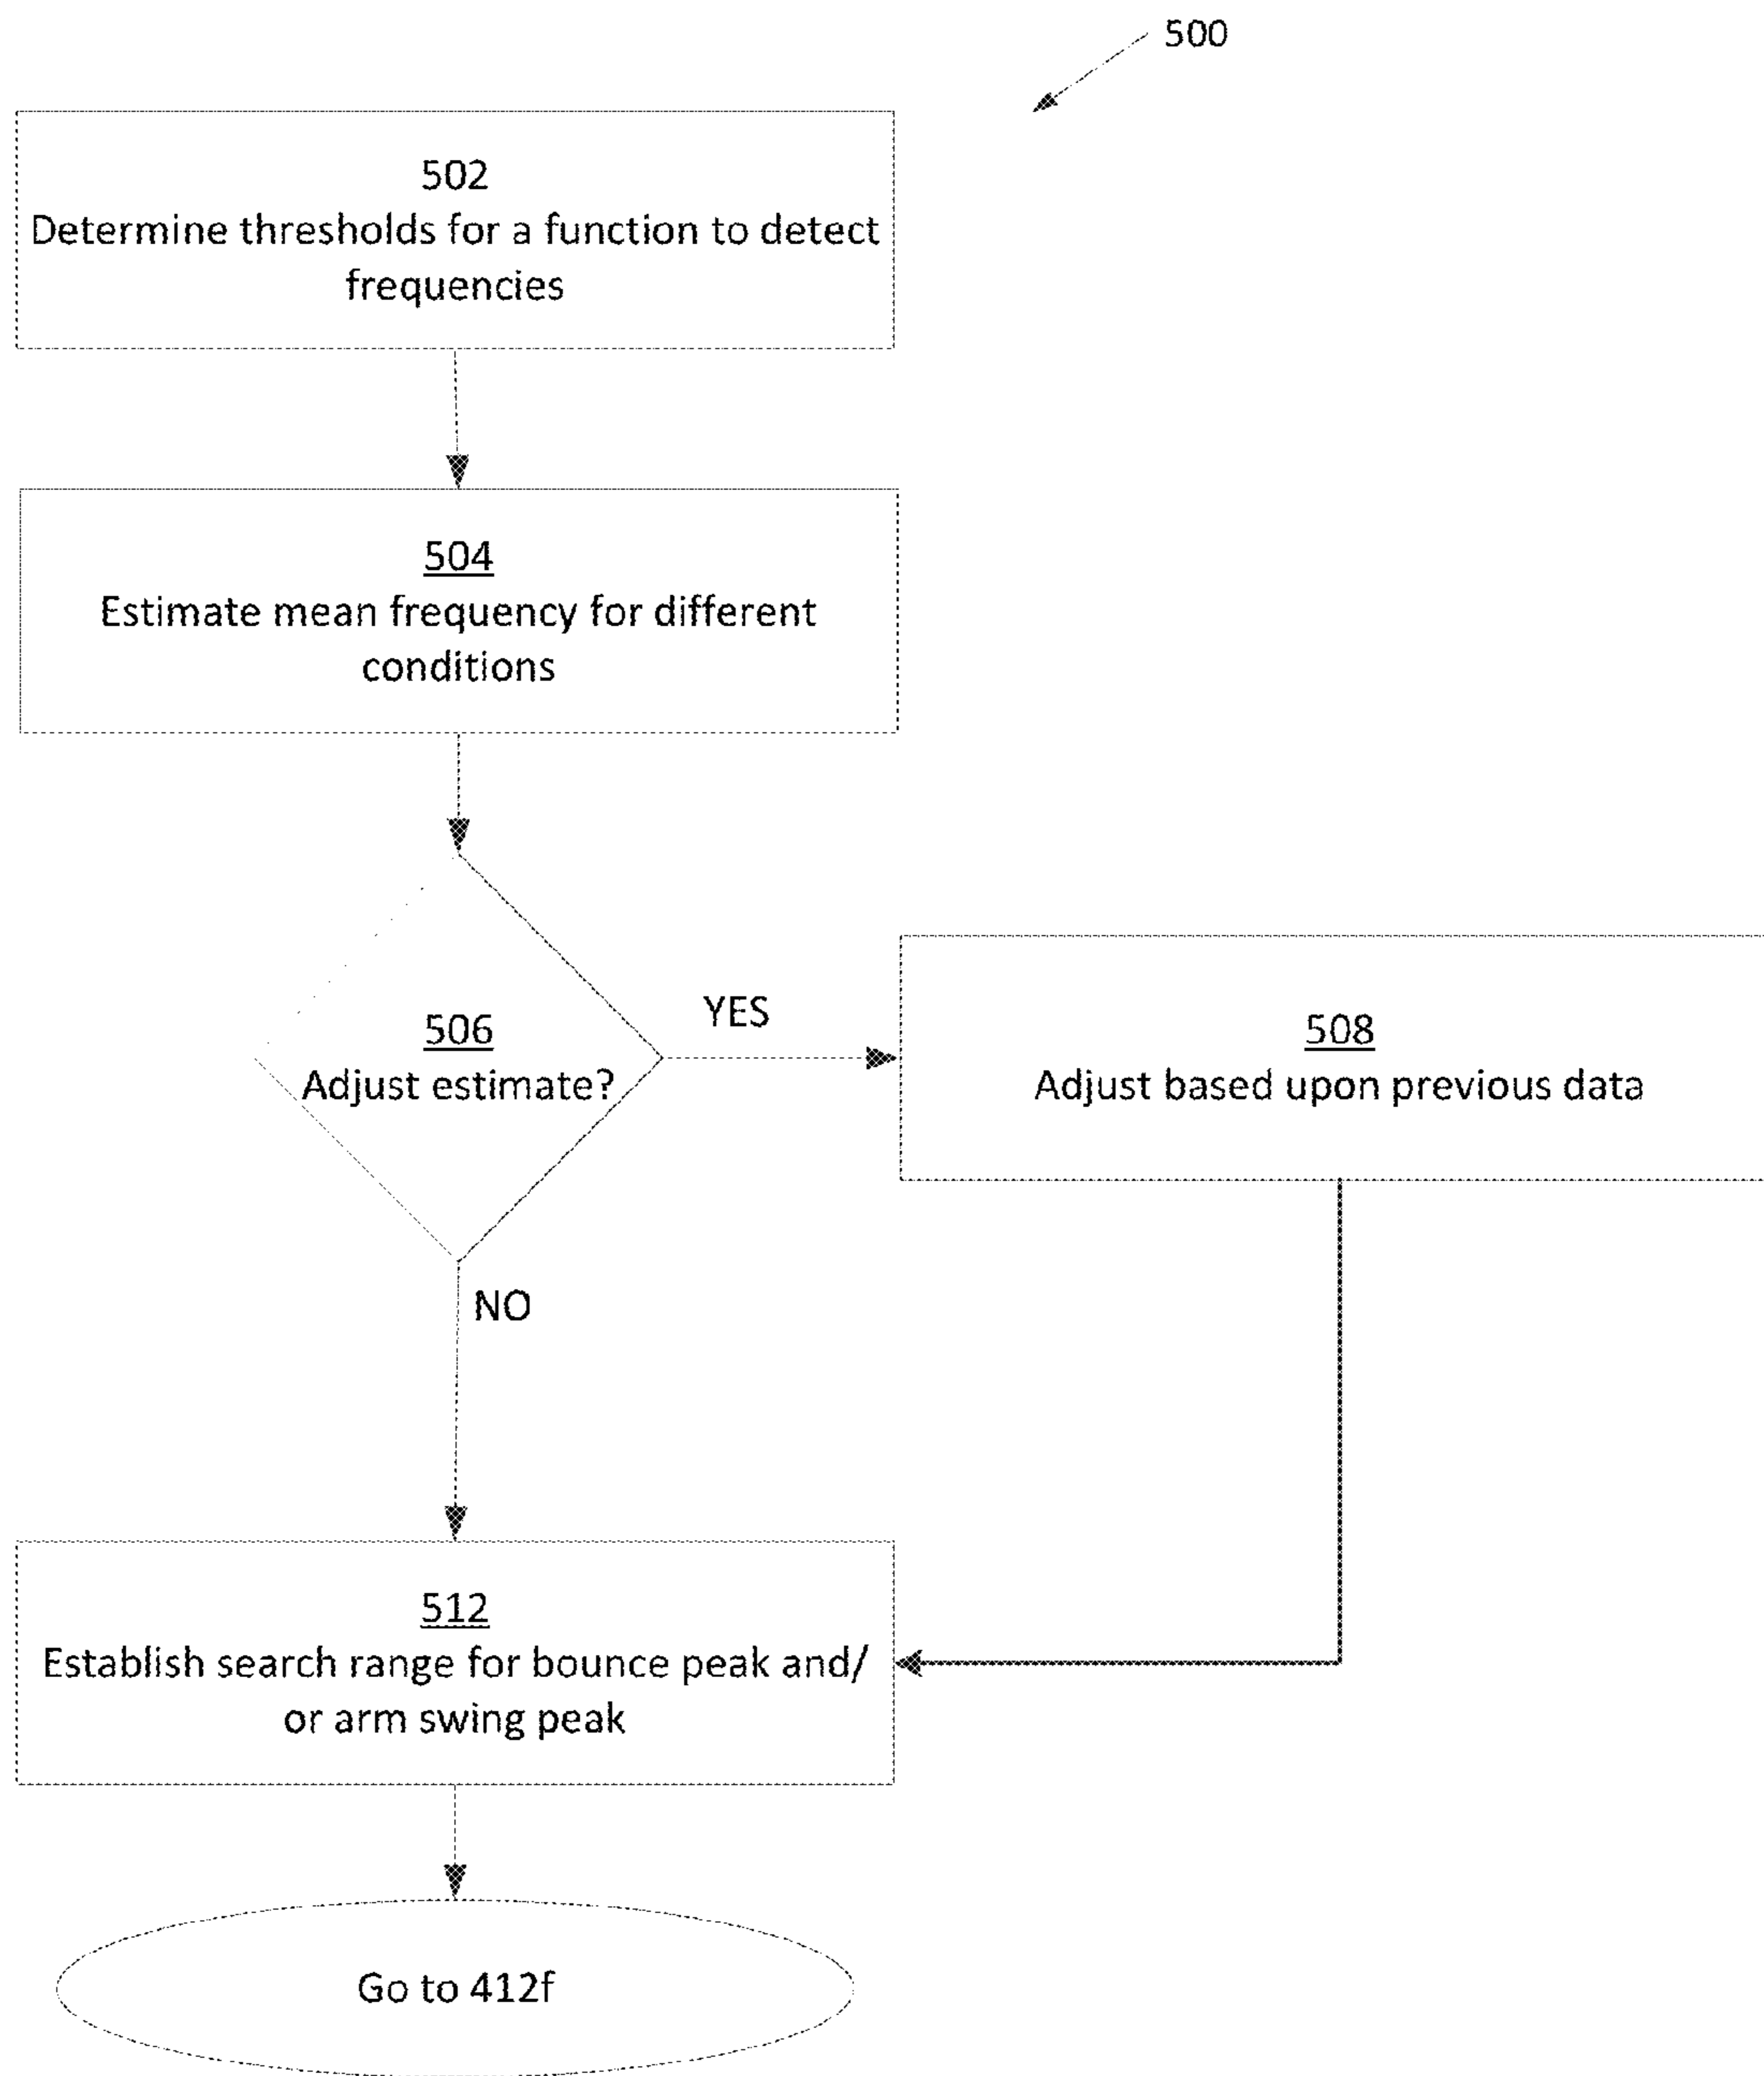 500
502
Determine thresholds for a function to detect
frequencies
504
Estimate mean frequency for different
conditions
506
Adjust estimate?
YES
508
Adjust based upon previous data
NO
512
Establish search range for bounce peak and/
or arm swing peak
Go to 412f